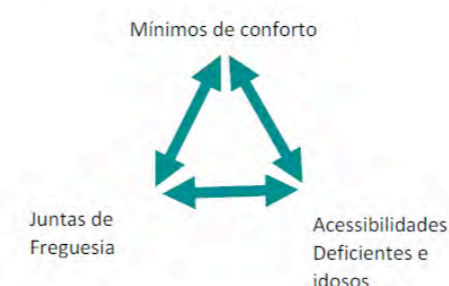 Mínimos de conforto
Juntas de
Freguesia
Acessibilidades
Deficientes e
idosos